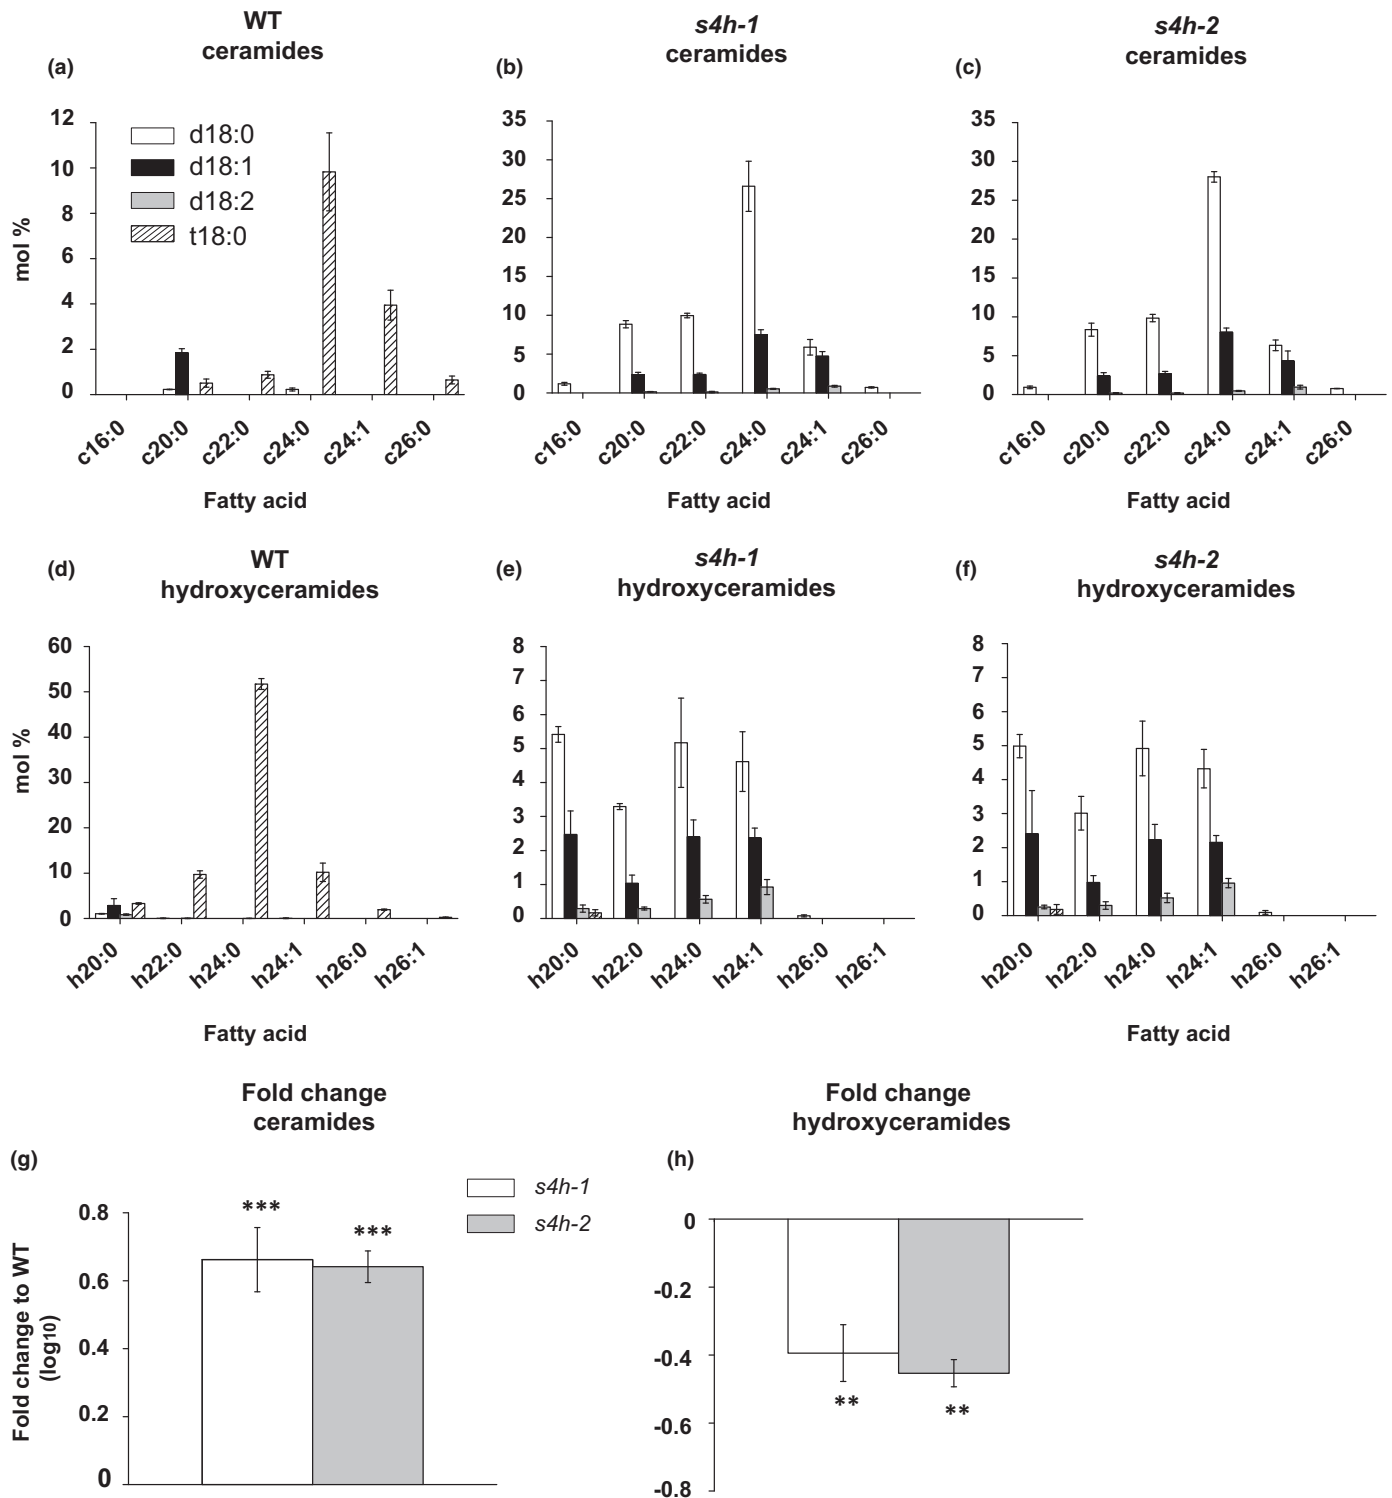 WT
ceramides
(a)
12
10
8
6
4
2
0
mol %
d18:0
d18:1
d18:2
t18:0
c16:0
c20:0
c22:0
c24:0
c24:1
c26:0
Fatty acid
s4h-1
ceramides
(b)
35
30
25
20
15
10
5
0
c16:0
c20:0
c22:0
c24:0
c24:1
c26:0
Fatty acid
s4h-2
ceramides
(c)
35
30
25
20
15
10
5
0
c16:0
c20:0
c22:0
c24:0
c24:1
c26:0
Fatty acid
WT
hydroxyceramides
(d)
60
50
40
30
20
10
0
mol %
h20:0
h22:0
h24:0
h24:1
h26:0
h26:1
Fatty acid
s4h-1
hydroxyceramides
(e)
8
7
6
5
4
3
2
1
0
h20:0
h22:0
h24:0
h24:1
h26:0
h26:1
s4h-2
hydroxyceramides
(f)
8
7
6
5
4
3
2
1
0
h20:0
h22:0
h24:0
h24:1
h26:0
h26:1
Fatty acid
Fold change
ceramides
(g)
0.8
0.6
0.4
0.2
0
Fold change to WT
(log10)
***
***
s4h-1
s4h-2
Fold change
hydroxyceramides
(h)
0
-0.2
-0.4
-0.6
-0.8
**
**